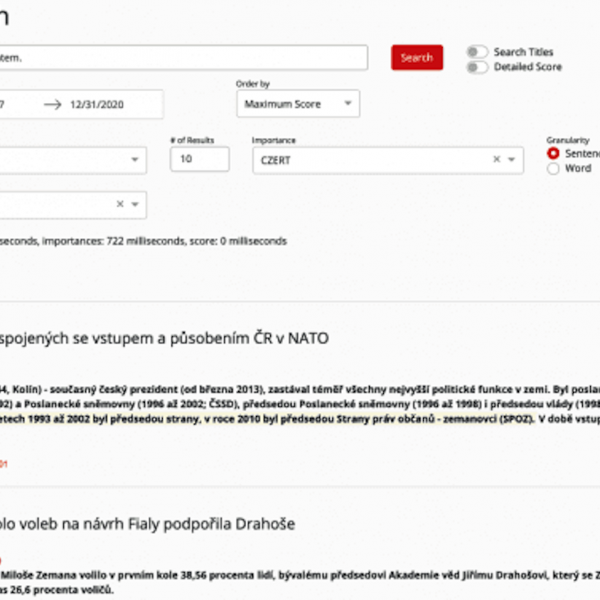 tem.
Search
Search Titles
Detailed Score
Order by
7 → 12/31/2020
Maximum Score
# of Results
Importance
Granularity
10
CZERT
Sentenc
Word
seconds, importances: 722 milliseconds, score: 0 milliseconds
spojených se vstupem a působením ČR v NATO
4, Kolín) - současný český prezident (od března 2013), zastával téměř všechny nejvyšší politické funkce v zemi. Byl posla
92) a Poslanecké sněmovny (1996 až 2002; ČSSD), předsedou Poslanecké sněmovny (1996 až 1998) i předsedou vlády (1998
etech 1993 až 2002 byl předsedou strany, v roce 2010 byl předsedou Strany práv občanů - zemanovci (SPOZ). V době vstup
01
olo voleb na návrh Fialy podpořila Drahoše
Miloše Zemana volilo v prvním kole 38,56 procenta lidí, bývalému předsedovi Akademie věd Jiřímu Drahošovi, který se Z
as 26,6 procenta voličů.